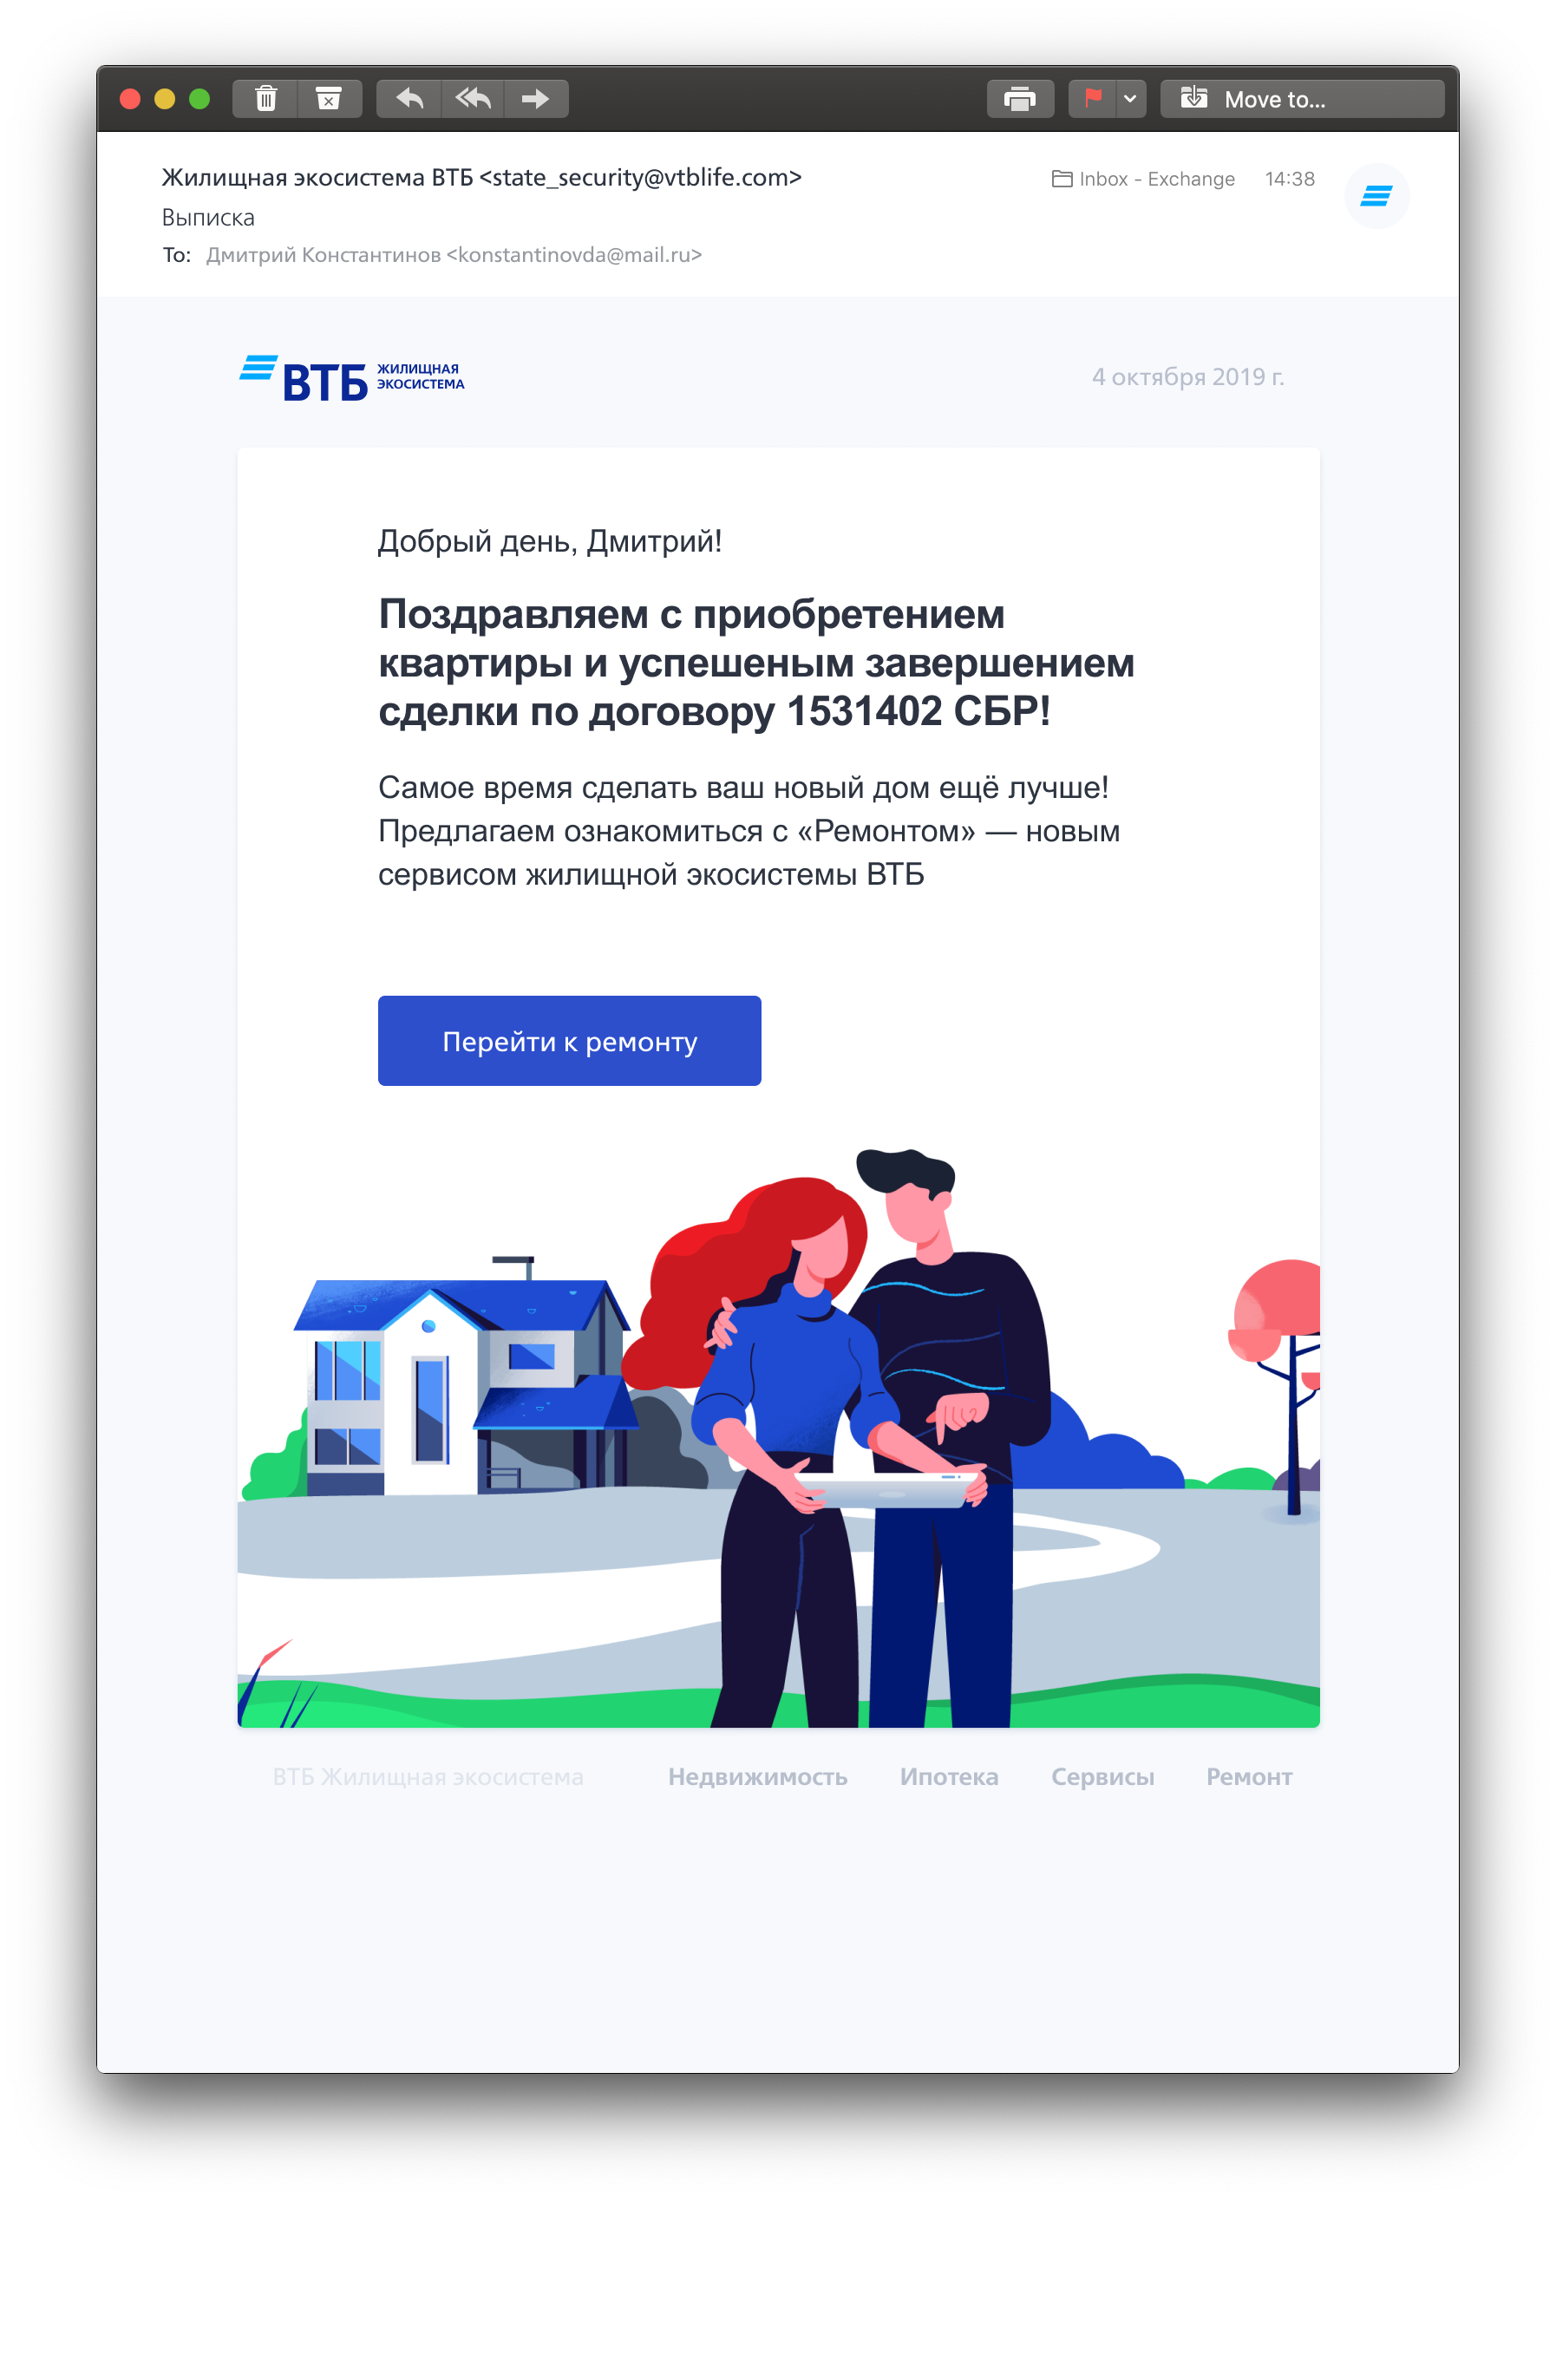 Move to...
Жилищная экосистема ВТБ <state_security@vtblife.com>
Inbox - Exchange 14:38
Выписка
To: Дмитрий Константинов <konstantinovda@mail.ru>
ВТБ ЖИЛИЩНАЯ
ЭКОСИСТЕМА
4 октября 2019 г.
Добрый день, Дмитрий!
Поздравляем с приобретением
квартиры и успешеным завершением
сделки по договору 1531402 СБР!
Самое время сделать ваш новый дом ещё лучше!
Предлагаем ознакомиться с «Ремонтом» — новым
сервисом жилищной экосистемы ВТБ
Перейти к ремонту
ВТБ Жилищная экосистема Недвижимость Ипотека Сервисы Ремонт